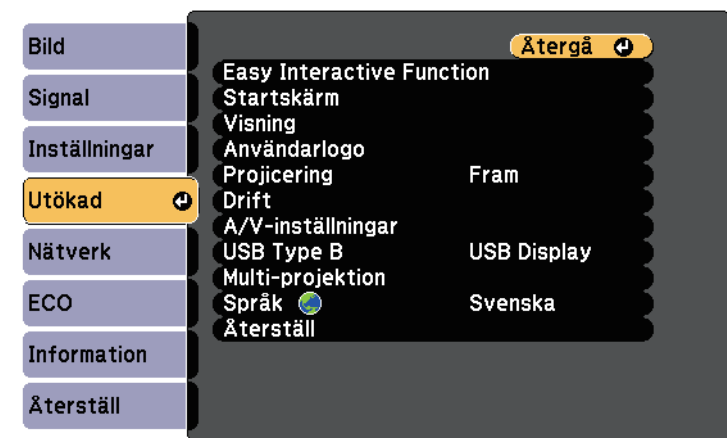 Bild
Signal
Inställningar
Utökad
Nätverk
ECO
Information
Återställ
Återgå
Easy Interactive Function
Startskärm
Visning
Användarlogo
Projicering Fram
Drift
A/V-inställningar
USB Type B USB Display
Multi-projektion
Språk Svenska
Återställ